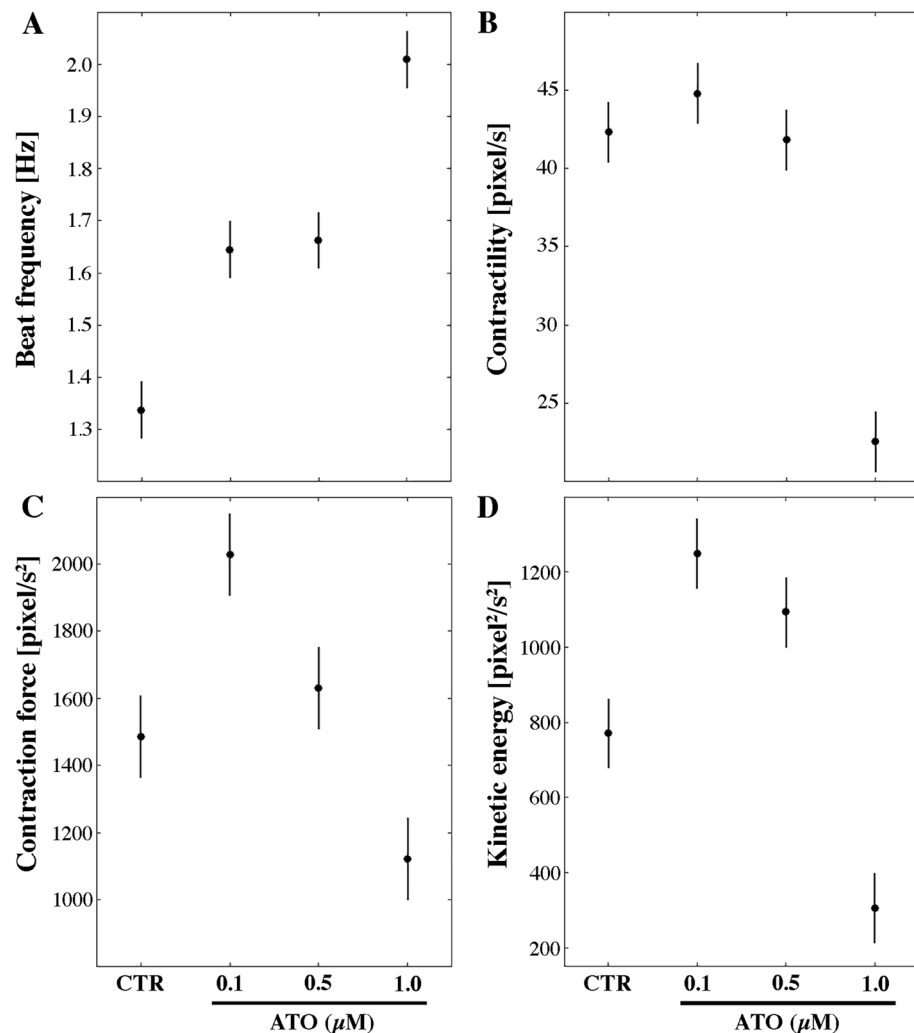 A
Beat frequency [Hz]
2.0
1.9
1.8
1.7
1.6
1.5
1.4
1.3
B
Contractility [pixel/s]
45
40
35
30
25
C
Contraction force [pixel/s²]
2000
1800
1600
1400
1200
1000
CTR 0.1 0.5 1.0
ATO (µM)
D
Kinetic energy [pixel²/s²]
1200
1000
800
600
400
200
CTR 0.1 0.5 1.0
ATO (µM)